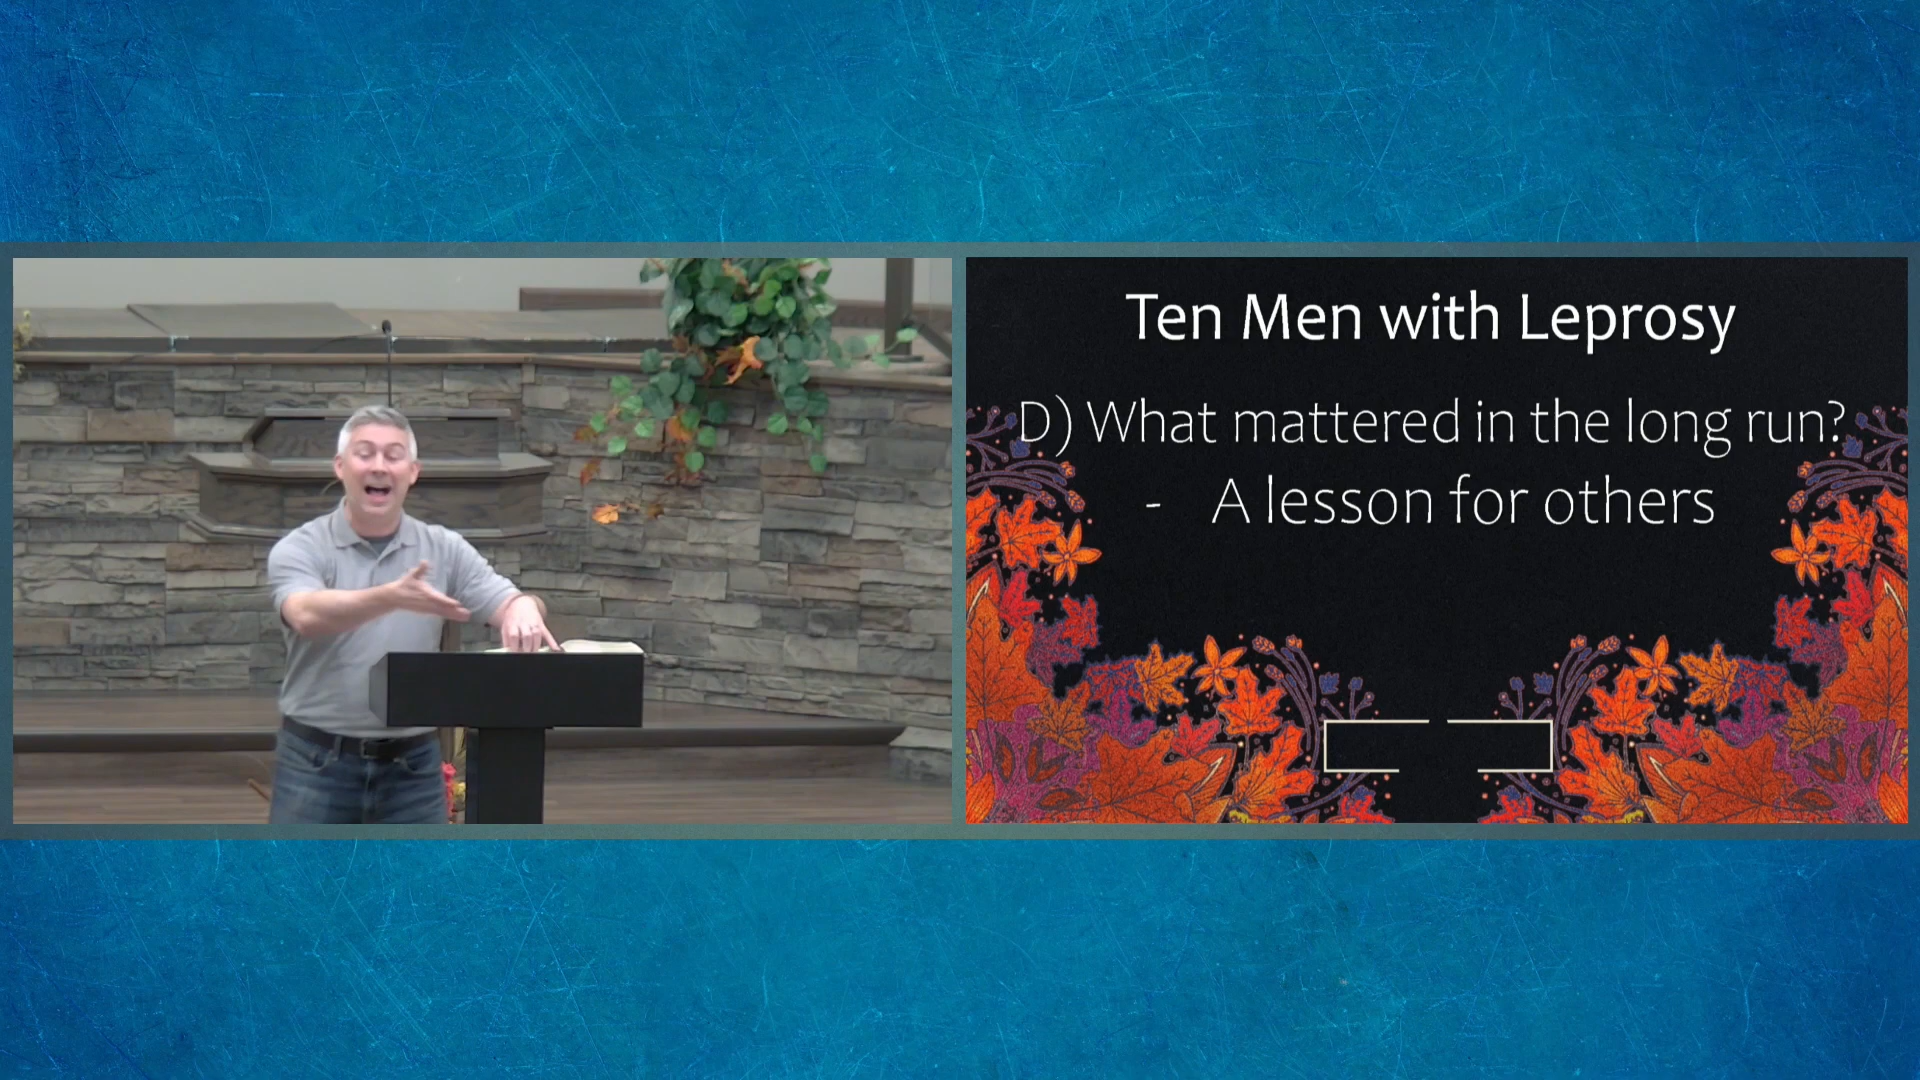 Ten Men with Leprosy
D) What mattered in the long run?
- A lesson for others